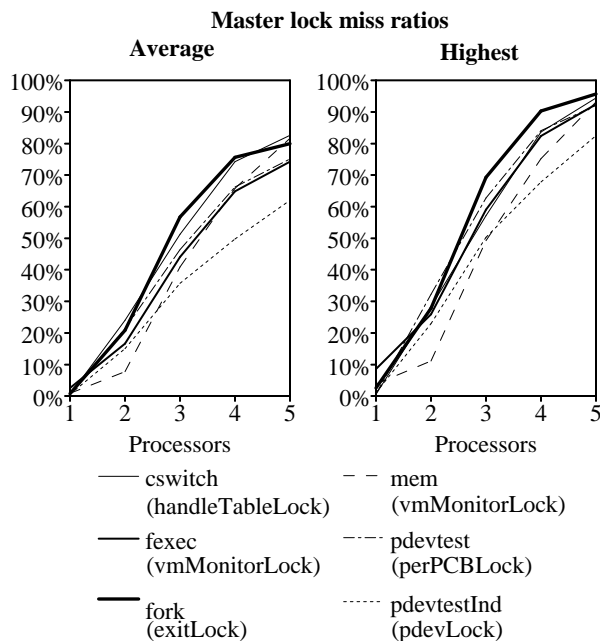 Master lock miss ratios
Average
Highest
100%
90%
80%
70%
60%
50%
40%
30%
20%
10%
0%
1 2 3 4 5
Processors
100%
90%
80%
70%
60%
50%
40%
30%
20%
10%
0%
1 2 3 4 5
Processors
cswitch
(handleTableLock)
fexec
(vmMonitorLock)
fork
(exitLock)
mem
(vmMonitorLock)
pdevtest
(perPCBLock)
pdevtestInd
(pdevLock)